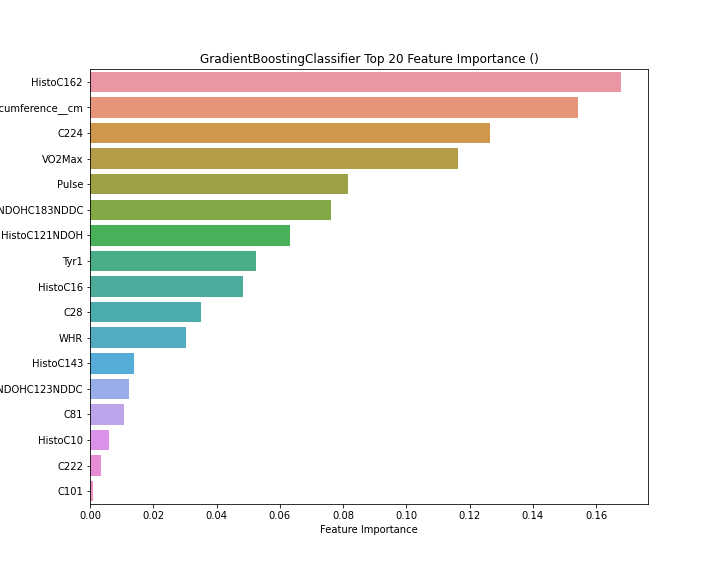 GradientBoostingClassifier Top 20 Feature Importance ()
HistoC162
cumference__cm
C224
VO2Max
Pulse
NDOHC183NDDC
HistoC121NDOH
Tyr1
HistoC16
C28
WHR
HistoC143
NDOHC123NDDC
C81
HistoC10
C222
C101
0.00 0.02 0.04 0.06 0.08 0.10 0.12 0.14 0.16
Feature Importance